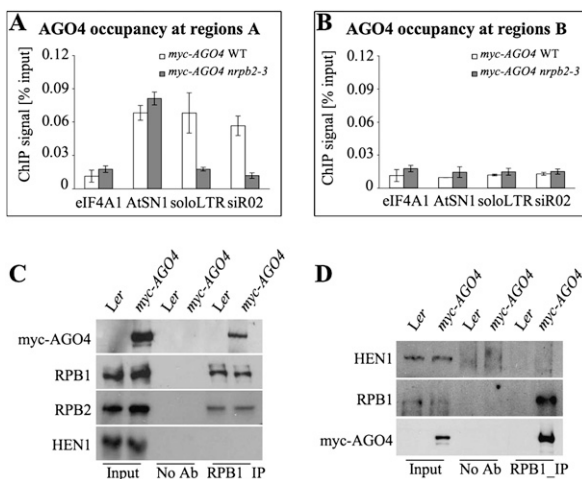 A AGO4 occupancy at regions A
ChIP signal [% input]
0.12
0.09
0.06
0.03
0
myc-AGO4 WT
myc-AGO4 nrpb2-3
eIF4A1 AtSN1 soloLTR siR02
B AGO4 occupancy at regions B
ChIP signal [% input]
0.12
0.09
0.06
0.03
0
myc-AGO4 WT
myc-AGO4 nrpb2-3
eIF4A1 AtSN1 soloLTR siR02
C
Ler myc-AGO4 Ler myc-AGO4 Ler myc-AGO4
myc-AGO4
RPB1
RPB2
HEN1
Input No Ab RPB1_IP
D
Ler myc-AGO4 Ler myc-AGO4 Ler myc-AGO4
HEN1
RPB1
myc-AGO4
Input No Ab RPB1_IP